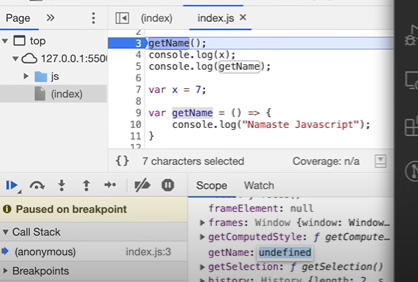 Page
(index)
index.js
top
127.0.0.1:5500
js
(index)
2
3 getName();
4 console.log(x);
5 console.log(getName);
6
7 var x = 7;
8
9 var getName = () => {
10 console.log("Namaste Javascript");
11 }
{} 7 characters selected Coverage: n/a
Paused on breakpoint
Call Stack
(anonymous) index.js:3
Breakpoints
Scope Watch
frameElement: null
frames: Window {window: Window…
getComputedStyle: ƒ getCompute…
getName: undefined
getSelection: ƒ getSelection()
history: History {length: 2, s